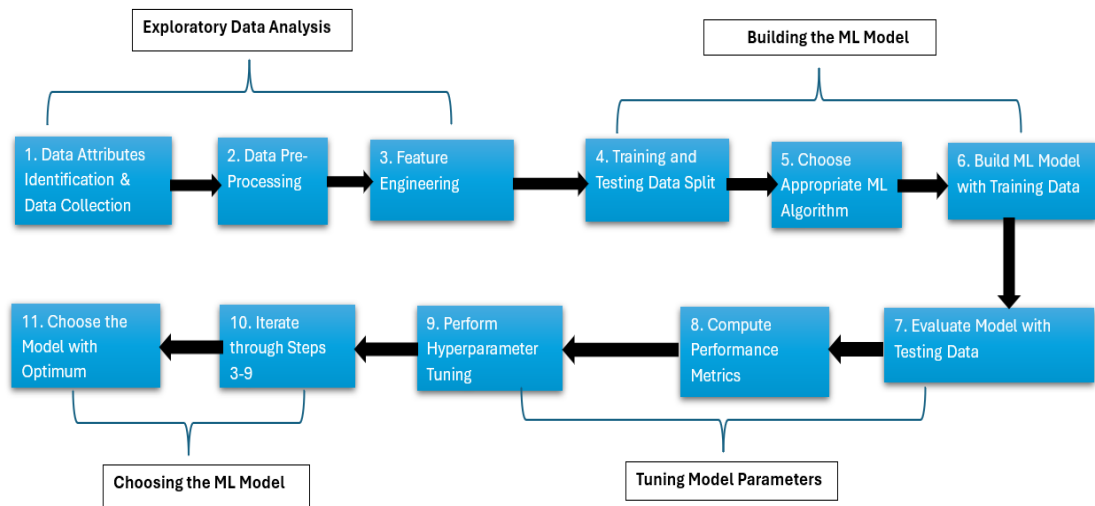 Exploratory Data Analysis
Building the ML Model
1. Data Attributes
Identification &
Data Collection
2. Data Pre-
Processing
3. Feature
Engineering
4. Training and
Testing Data Split
5. Choose
Appropriate ML
Algorithm
6. Build ML Model
with Training Data
7. Evaluate Model with
Testing Data
8. Compute
Performance
Metrics
9. Perform
Hyperparameter
Tuning
10. Iterate
through Steps
3-9
11. Choose the
Model with
Optimum
Choosing the ML Model
Tuning Model Parameters